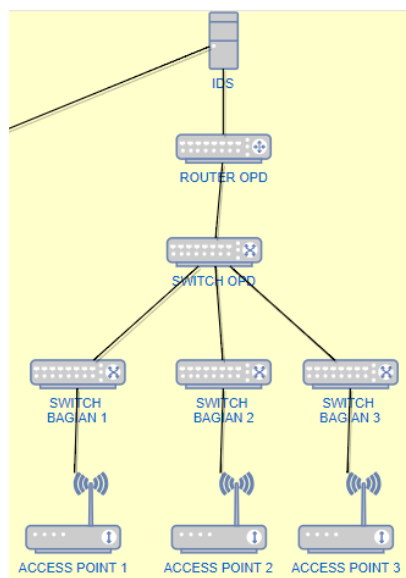 IDS
ROUTER OPD
SWITCH OPD
SWITCH
BAGIAN 1
SWITCH
BAGIAN 2
SWITCH
BAGIAN 3
ACCESS POINT 1
ACCESS POINT 2
ACCESS POINT 3